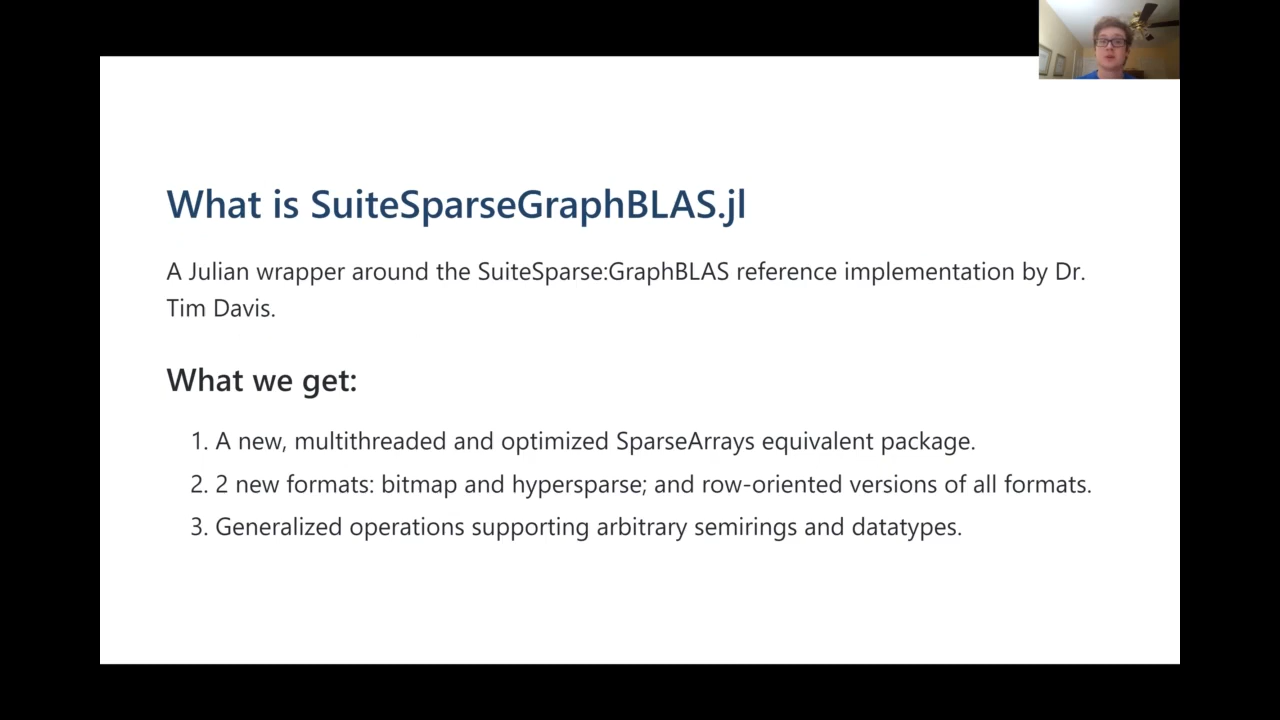 What is SuiteSparseGraphBLAS.jl
A Julian wrapper around the SuiteSparse:GraphBLAS reference implementation by Dr.
Tim Davis.
What we get:
1. A new, multithreaded and optimized SparseArrays equivalent package.
2. 2 new formats: bitmap and hypersparse; and row-oriented versions of all formats.
3. Generalized operations supporting arbitrary semirings and datatypes.